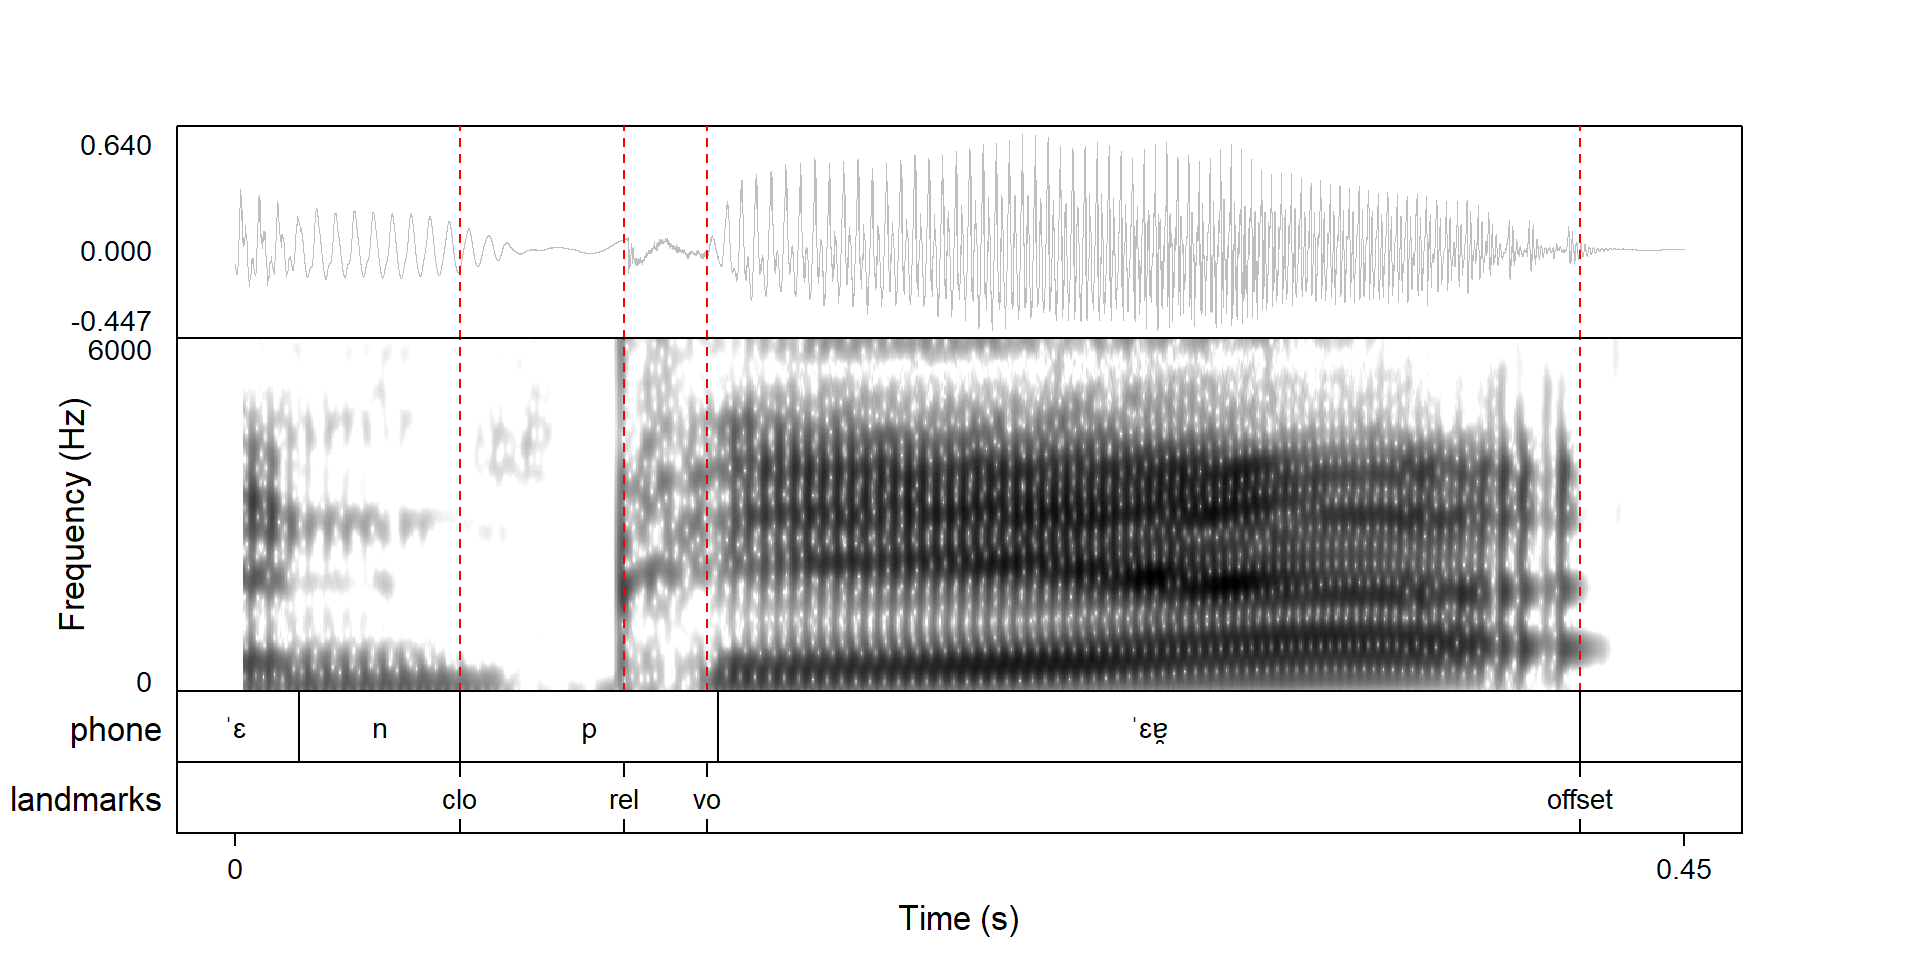 0.640
0.000
-0.447
6000
Frequency (Hz)
0
phone ˈɛ n p ˈɛɐ̯
landmarks clo rel vo offset
0 0.45
Time (s)